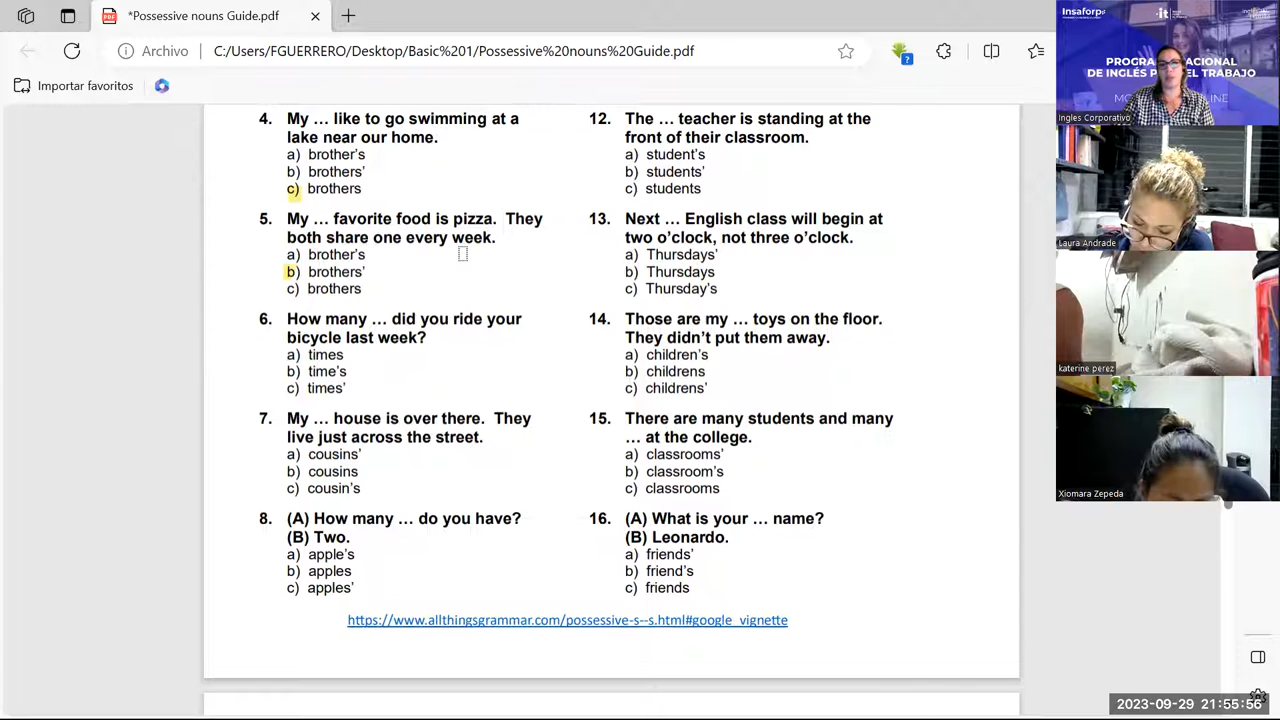 *Possessive nouns Guide.pdf
Archivo
C:/Users/FGUERRERO/Desktop/Basic%201/Possessive%20nouns%20Guide.pdf
Importar favoritos
4. My … like to go swimming at a
lake near our home.
a) brother's
b) brothers'
c) brothers
5. My … favorite food is pizza. They
both share one every week.
a) brother's
b) brothers'
c) brothers
6. How many … did you ride your
bicycle last week?
a) times
b) time's
c) times'
7. My … house is over there. They
live just across the street.
a) cousins'
b) cousins
c) cousin's
8. (A) How many … do you have?
(B) Two.
a) apple's
b) apples
c) apples'
12. The … teacher is standing at the
front of their classroom.
a) student's
b) students'
c) students
13. Next … English class will begin at
two o'clock, not three o'clock.
a) Thursdays'
b) Thursdays
c) Thursday's
14. Those are my … toys on the floor.
They didn't put them away.
a) children's
b) childrens
c) childrens'
15. There are many students and many
… at the college.
a) classrooms'
b) classroom's
c) classrooms
16. (A) What is your … name?
(B) Leonardo.
a) friends'
b) friend's
c) friends
https://www.allthingsgrammar.com/possessive-s--s.html#google_vignette
Insaforp
Ingles Corporativo
Laura Andrade
katerine perez
Xiomara Zepeda
2023-09-29 21:55:56